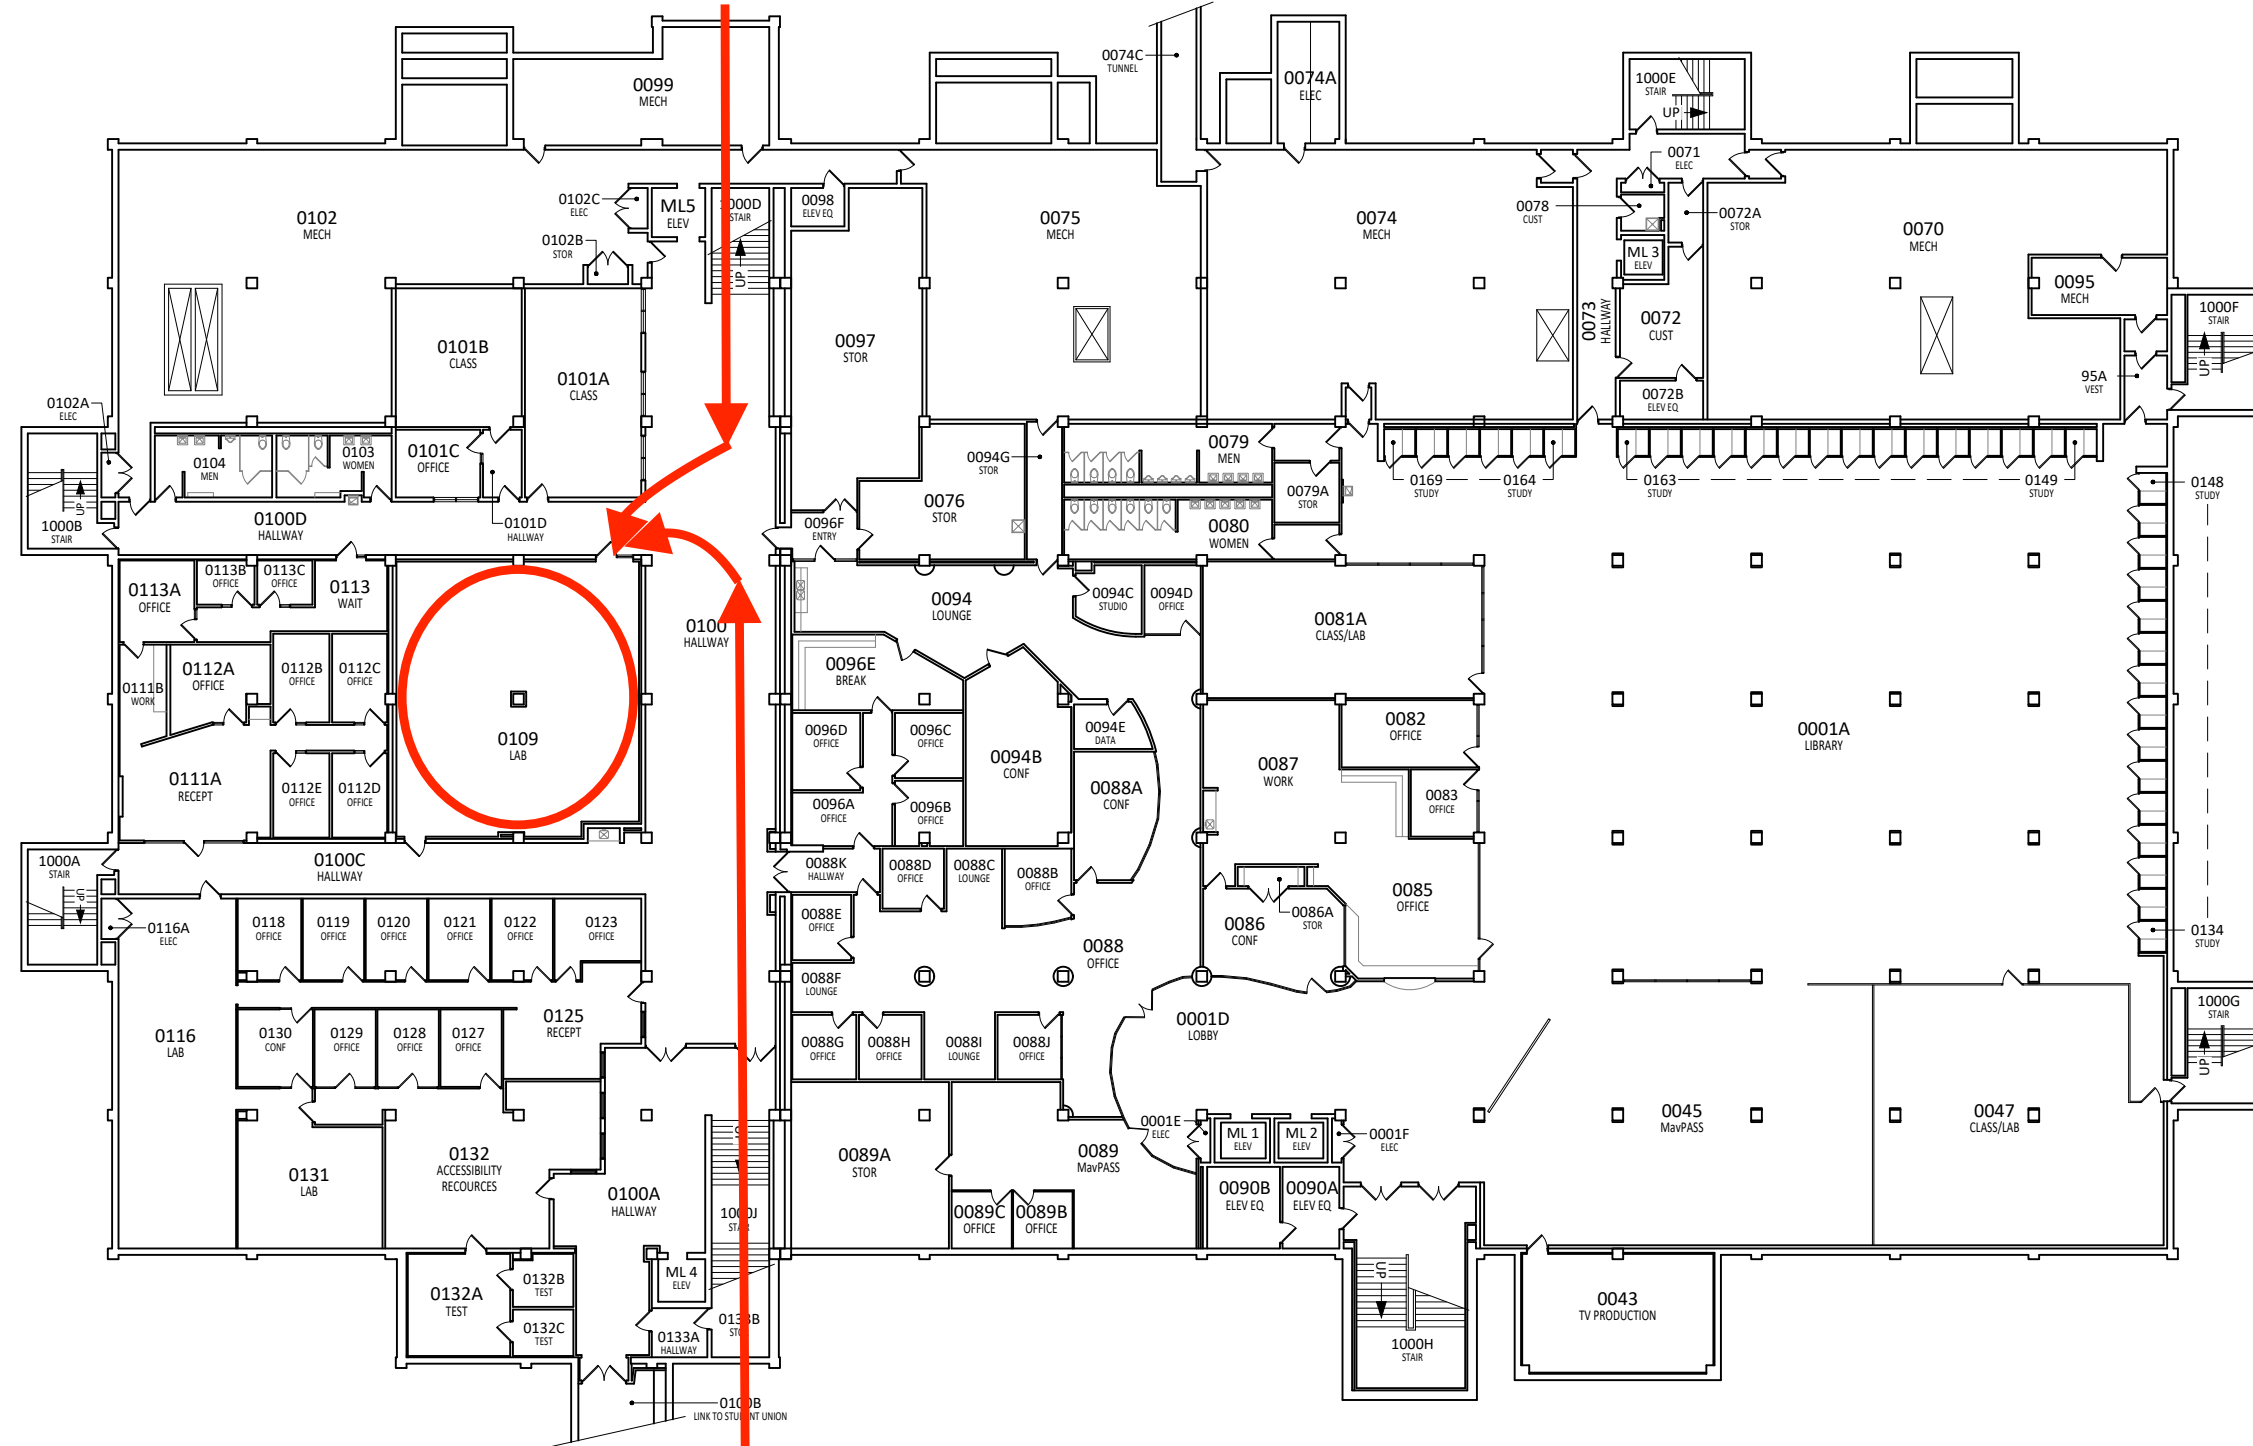 0099
MECH
0074C
TUNNEL
0074A
ELEC
1000E
STAIR
UP
0071
ELEC
0102
MECH
0102C
ELEC
ML5
ELEV
1000D
STAIR
UP
0098
ELEV EQ
0075
MECH
0074
MECH
0078
CUST
0072A
STOR
0070
MECH
0102B
STOR
ML 3
ELEV
0095
MECH
0073
HALLWAY
0072
CUST
1000F
STAIR
UP
0101B
CLASS
0101A
CLASS
0097
STOR
0072B
ELEV EQ
95A
VEST
0102A
ELEC
0104
MEN
0103
WOMEN
0101C
OFFICE
0094G
STOR
0079
MEN
0079A
STOR
0169
STUDY
0164
STUDY
0163
STUDY
0149
STUDY
0148
STUDY
UP
1000B
STAIR
0100D
HALLWAY
0101D
HALLWAY
0096F
ENTRY
0076
STOR
0080
WOMEN
0113A
OFFICE
0113B
OFFICE
0113C
OFFICE
0113
WAIT
0094
LOUNGE
0094C
STUDIO
0094D
OFFICE
0081A
CLASS/LAB
0100
HALLWAY
0111B
WORK
0112A
OFFICE
0112B
OFFICE
0112C
OFFICE
0096E
BREAK
0109
LAB
0096D
OFFICE
0096C
OFFICE
0094B
CONF
0094E
DATA
0082
OFFICE
0001A
LIBRARY
0087
WORK
0111A
RECEPT
0112E
OFFICE
0112D
OFFICE
0096A
OFFICE
0096B
OFFICE
0088A
CONF
0083
OFFICE
1000A
STAIR
UP
0100C
HALLWAY
0088K
HALLWAY
0088D
OFFICE
0088C
LOUNGE
0088B
OFFICE
0085
OFFICE
0116A
ELEC
0118
OFFICE
0119
OFFICE
0120
OFFICE
0121
OFFICE
0122
OFFICE
0123
OFFICE
0088E
OFFICE
0088
OFFICE
0086
CONF
0086A
STOR
0134
STUDY
0088F
LOUNGE
0116
LAB
0130
CONF
0129
OFFICE
0128
OFFICE
0127
OFFICE
0125
RECEPT
0088G
OFFICE
0088H
OFFICE
0088I
LOUNGE
0088J
OFFICE
0001D
LOBBY
1000G
STAIR
UP
0131
LAB
0132
ACCESSIBILITY
RECOURCES
0100A
HALLWAY
1000J
STAIR
0089A
STOR
0089
MavPASS
0001E
ELEC
ML 1
ELEV
ML 2
ELEV
0001F
ELEC
0045
MavPASS
0047
CLASS/LAB
0089C
OFFICE
0089B
OFFICE
0090B
ELEV EQ
0090A
ELEV EQ
0132A
TEST
0132B
TEST
0132C
TEST
ML 4
ELEV
0133A
HALLWAY
0133B
STOR
UP
1000H
STAIR
0043
TV PRODUCTION
0100B
LINK TO STUDENT UNION